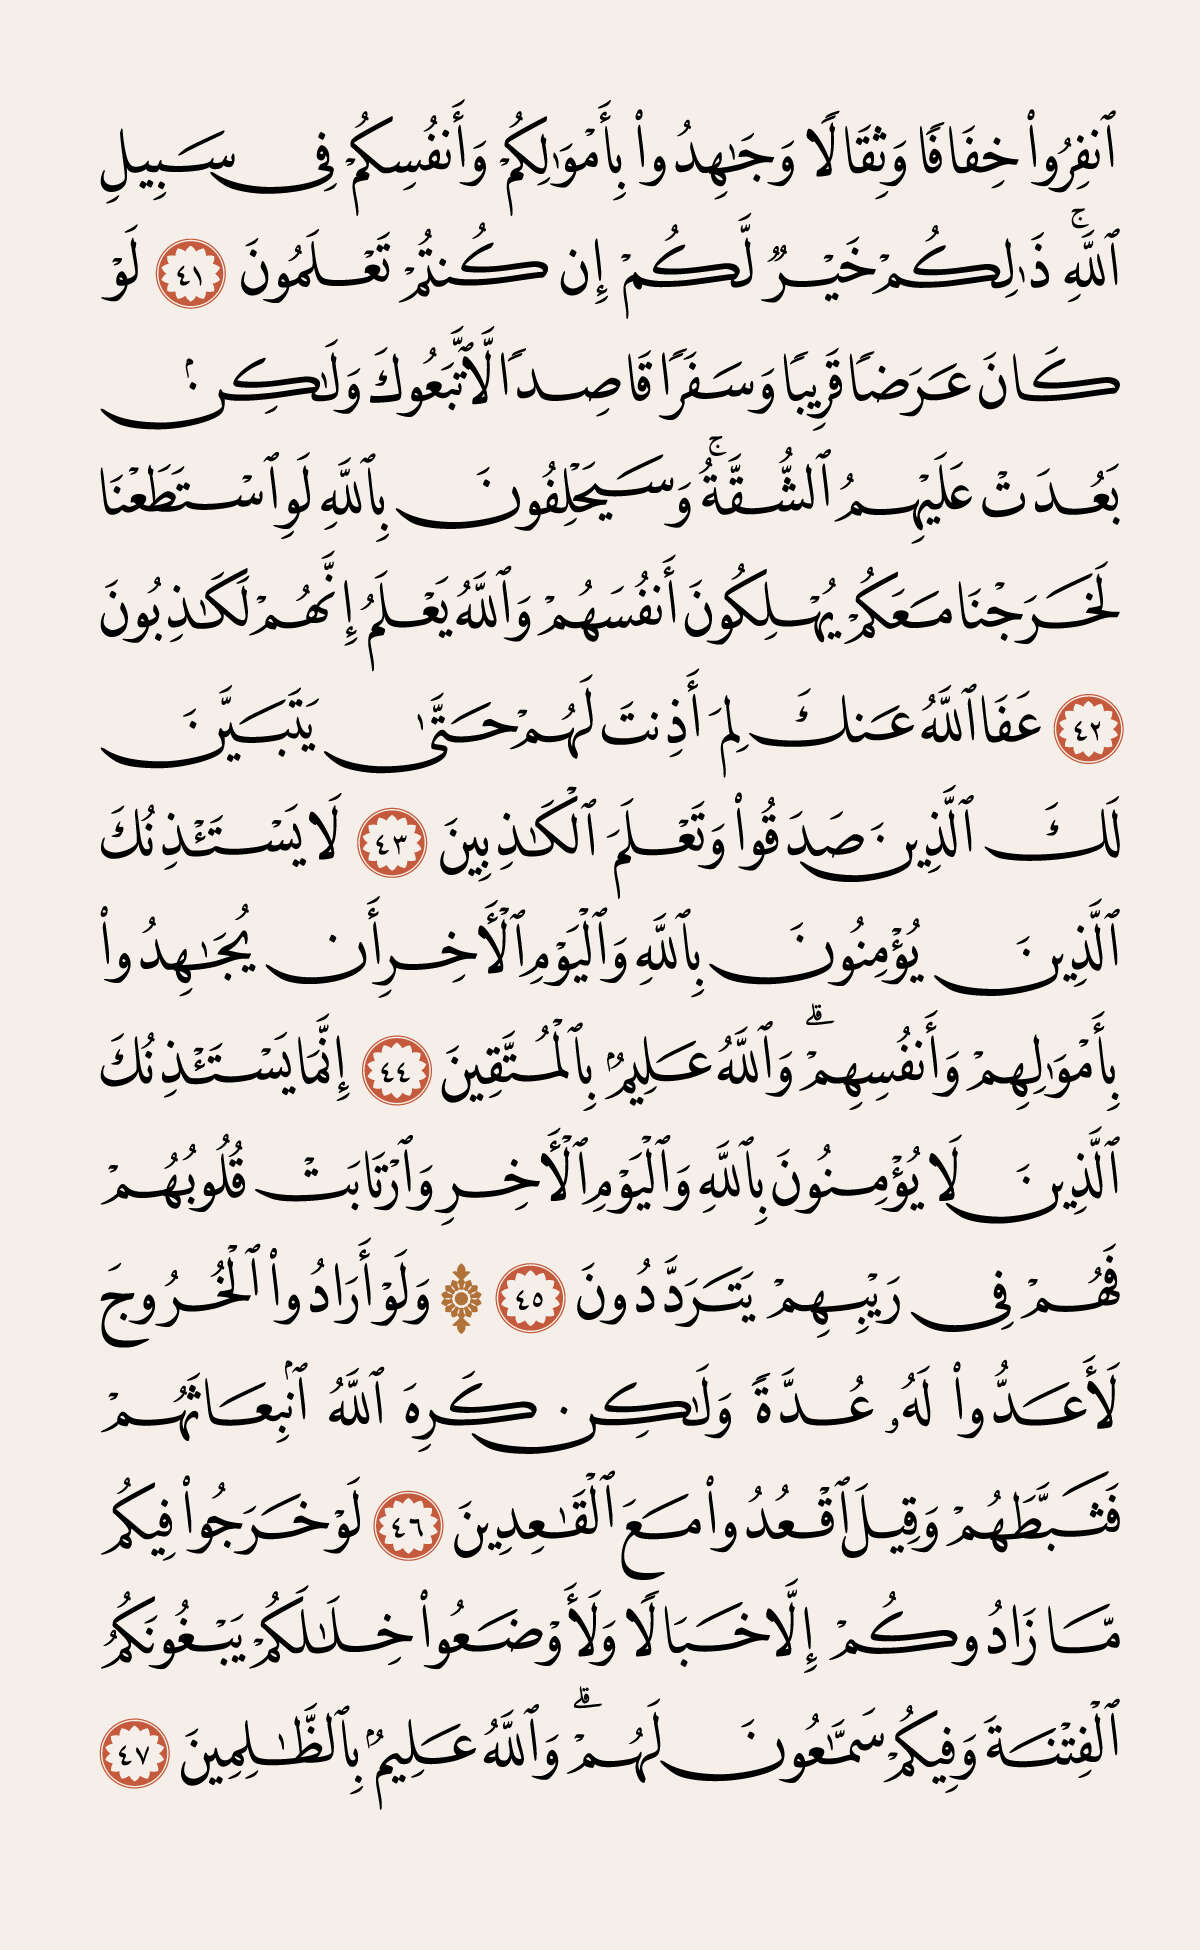 ٱنفِرُوا۟ خِفَافًا وَثِقَالًا وَجَـٰهِدُوا۟ بِأَمْوَٰلِكُمْ وَأَنفُسِكُمْ فِى سَبِيلِ
ٱللَّهِ ۚ ذَٰلِكُمْ خَيْرٌ لَّكُمْ إِن كُنتُمْ تَعْلَمُونَ ٤١ لَوْ
كَانَ عَرَضًا قَرِيبًا وَسَفَرًا قَاصِدًا لَّٱتَّبَعُوكَ وَلَـٰكِنۢ
بَعُدَتْ عَلَيْهِمُ ٱلشُّقَّةُ ۚ وَسَيَحْلِفُونَ بِٱللَّهِ لَوِ ٱسْتَطَعْنَا
لَخَرَجْنَا مَعَكُمْ يُهْلِكُونَ أَنفُسَهُمْ وَٱللَّهُ يَعْلَمُ إِنَّهُمْ لَكَـٰذِبُونَ
٤٢ عَفَا ٱللَّهُ عَنكَ لِمَ أَذِنتَ لَهُمْ حَتَّىٰ يَتَبَيَّنَ
لَكَ ٱلَّذِينَ صَدَقُوا۟ وَتَعْلَمَ ٱلْكَـٰذِبِينَ ٤٣ لَا يَسْتَـْٔذِنُكَ
ٱلَّذِينَ يُؤْمِنُونَ بِٱللَّهِ وَٱلْيَوْمِ ٱلْـَٔاخِرِ أَن يُجَـٰهِدُوا۟
بِأَمْوَٰلِهِمْ وَأَنفُسِهِمْ ۗ وَٱللَّهُ عَلِيمٌۢ بِٱلْمُتَّقِينَ ٤٤ إِنَّمَا يَسْتَـْٔذِنُكَ
ٱلَّذِينَ لَا يُؤْمِنُونَ بِٱللَّهِ وَٱلْيَوْمِ ٱلْـَٔاخِرِ وَٱرْتَابَتْ قُلُوبُهُمْ
فَهُمْ فِى رَيْبِهِمْ يَتَرَدَّدُونَ ٤٥ ۞ وَلَوْ أَرَادُوا۟ ٱلْخُرُوجَ
لَأَعَدُّوا۟ لَهُۥ عُدَّةً وَلَـٰكِن كَرِهَ ٱللَّهُ ٱنۢبِعَاثَهُمْ
فَثَبَّطَهُمْ وَقِيلَ ٱقْعُدُوا۟ مَعَ ٱلْقَـٰعِدِينَ ٤٦ لَوْ خَرَجُوا۟ فِيكُم
مَّا زَادُوكُمْ إِلَّا خَبَالًا وَلَأَوْضَعُوا۟ خِلَـٰلَكُمْ يَبْغُونَكُمُ
ٱلْفِتْنَةَ وَفِيكُمْ سَمَّـٰعُونَ لَهُمْ ۗ وَٱللَّهُ عَلِيمٌۢ بِٱلظَّـٰلِمِينَ ٤٧